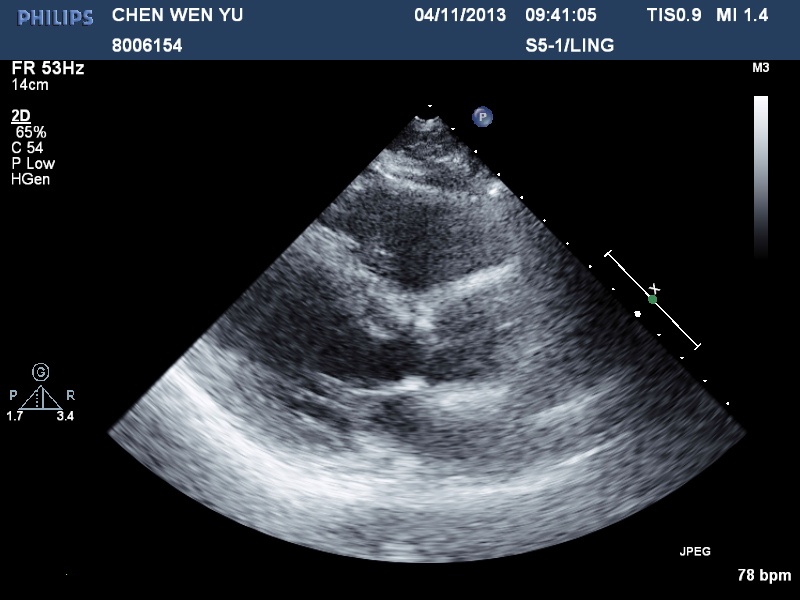 PHILIPS CHEN WEN YU 04/11/2013 09:41:05 TIS0.9 MI 1.4
8006154 S5-1/LING
FR 53Hz
14cm
M3
2D
65%
C 54
P Low
HGen
P
X
G
P R
1.7 3.4
JPEG
78 bpm